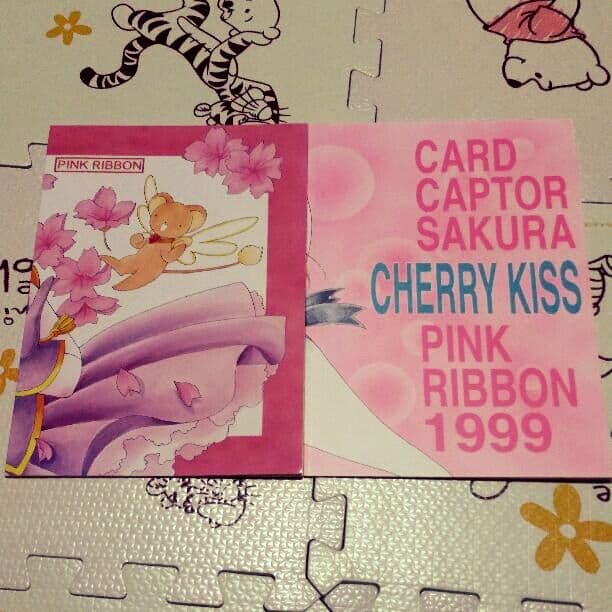 PINK RIBBON
CARD
CAPTOR
SAKURA
CHERRY KISS
PINK
RIBBON
1999